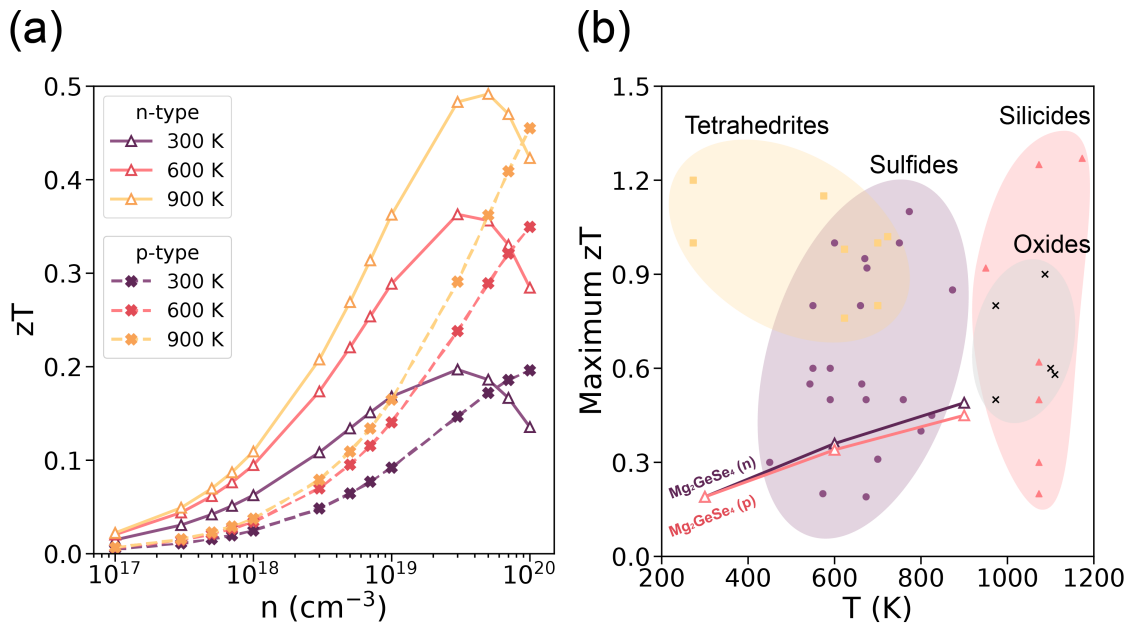 (a)
zT
0.5
0.4
0.3
0.2
0.1
0.0
n-type
300 K
600 K
900 K
p-type
300 K
600 K
900 K
10¹⁷
10¹⁸
10¹⁹
10²⁰
n (cm⁻³)
(b)
Maximum zT
1.5
1.2
0.9
0.6
0.3
0.0
Silicides
Tetrahedrites
Sulfides
Oxides
Mg₂GeSe₄ (n)
Mg₂GeSe₄ (p)
200
400
600
800
1000
1200
T (K)